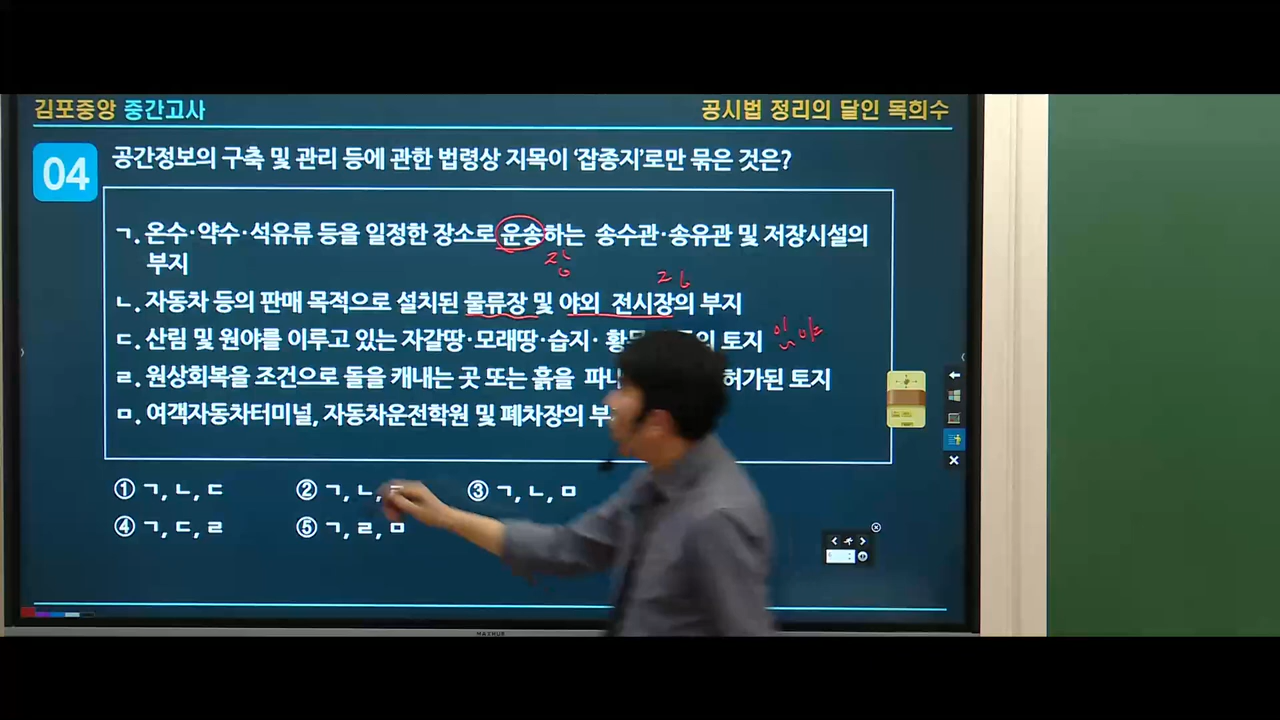 김포중앙 중간고사
공시법 정리의 달인 목희수
04
공간정보의 구축 및 관리 등에 관한 법령상 지목이 '잡종지'로만 묶은 것은?
ㄱ. 온수·약수·석유류 등을 일정한 장소로 운송하는 송수관·송유관 및 저장시설의
부지
잡
ㄴ. 자동차 등의 판매 목적으로 설치된 물류장 및 야외 전시장의 부지
ㄷ. 산림 및 원야를 이루고 있는 자갈땅·모래땅·습지· 토지
ㄹ. 원상회복을 조건으로 돌을 캐내는 곳 또는 흙을 허가된 토지
ㅁ. 여객자동차터미널, 자동차운전학원 및 폐차장의
① ㄱ, ㄴ, ㄷ
② ㄱ, ㄴ,
③ ㄱ, ㄴ, ㅁ
④ ㄱ, ㄷ, ㄹ
⑤ ㄱ, ㄹ, ㅁ
MAXHUB